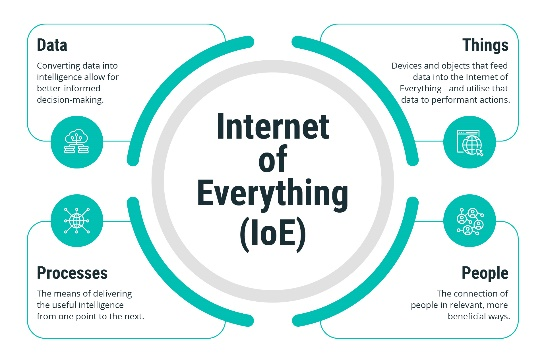 Data
Converting data into
intelligence allow for
better informed
decision-making.
Things
Devices and objects that feed
data into the Internet of
Everything - and utilise that
data to performant actions.
Internet
of
Everything
(IoE)
Processes
The means of delivering
the useful intelligence
from one point to the next.
People
The connection of
people in relevant, more
beneficial ways.